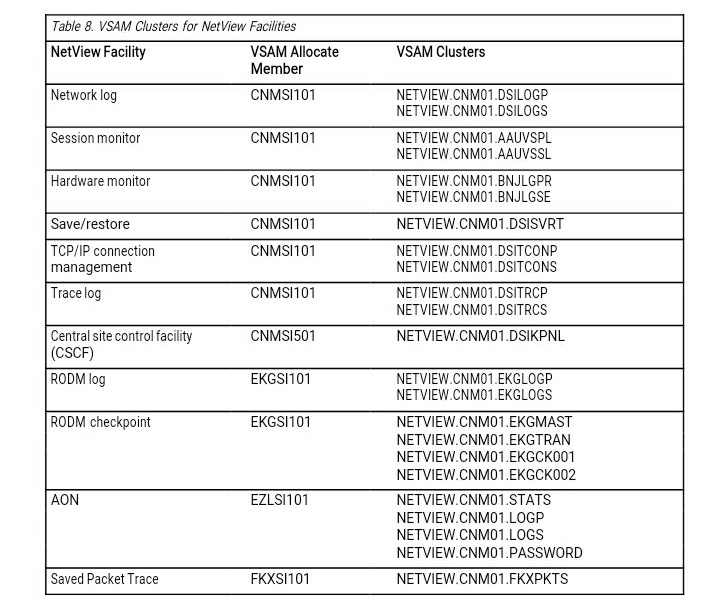 Table 8. VSAM Clusters for NetView Facilities
NetView Facility VSAM Allocate Member VSAM Clusters
Network log CNMSI101 NETVIEW.CNM01.DSILOGP
NETVIEW.CNM01.DSILOGS
Session monitor CNMSI101 NETVIEW.CNM01.AAUVSPL
NETVIEW.CNM01.AAUVSSL
Hardware monitor CNMSI101 NETVIEW.CNM01.BNJLGPR
NETVIEW.CNM01.BNJLGSE
Save/restore CNMSI101 NETVIEW.CNM01.DSISVRT
TCP/IP connection management CNMSI101 NETVIEW.CNM01.DSITCONP
NETVIEW.CNM01.DSITCONS
Trace log CNMSI101 NETVIEW.CNM01.DSITRCP
NETVIEW.CNM01.DSITRCS
Central site control facility (CSCF) CNMSI501 NETVIEW.CNM01.DSIKPNL
RODM log EKGSI101 NETVIEW.CNM01.EKGLOGP
NETVIEW.CNM01.EKGLOGS
RODM checkpoint EKGSI101 NETVIEW.CNM01.EKGMAST
NETVIEW.CNM01.EKGTRAN
NETVIEW.CNM01.EKGCK001
NETVIEW.CNM01.EKGCK002
AON EZLSI101 NETVIEW.CNM01.STATS
NETVIEW.CNM01.LOGP
NETVIEW.CNM01.LOGS
NETVIEW.CNM01.PASSWORD
Saved Packet Trace FKXSI101 NETVIEW.CNM01.FKXPKTS